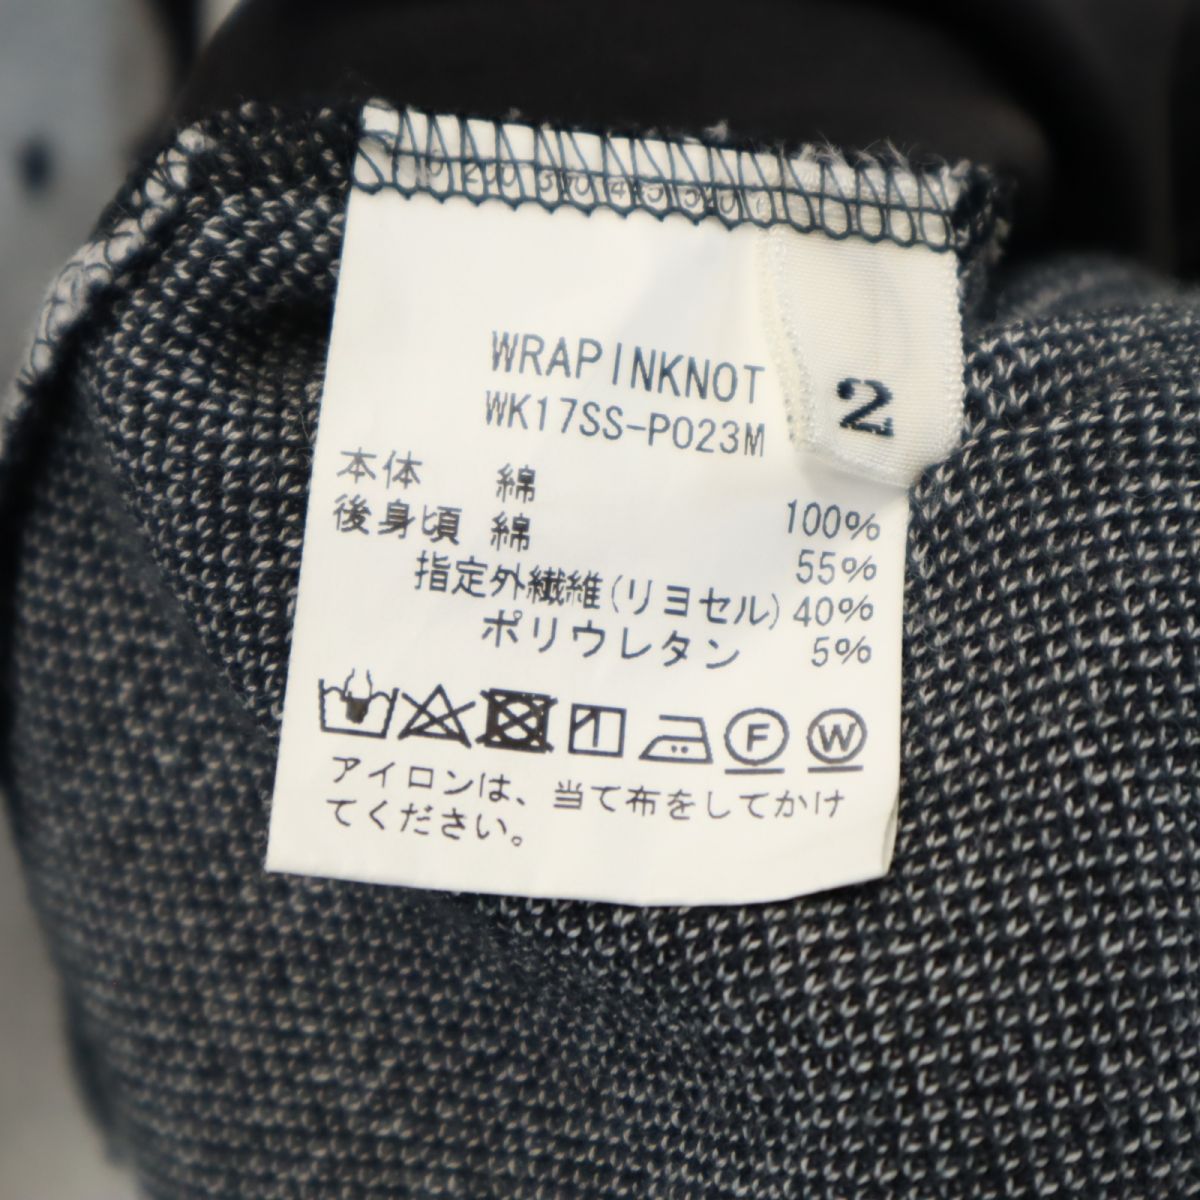 WRAPINKNOT
WK17SS-P023M
2
本体 綿 100%
後身頃 綿 55%
指定外繊維(リヨセル) 40%
ポリウレタン 5%
F W
アイロンは、当て布をしてかけ
てください。